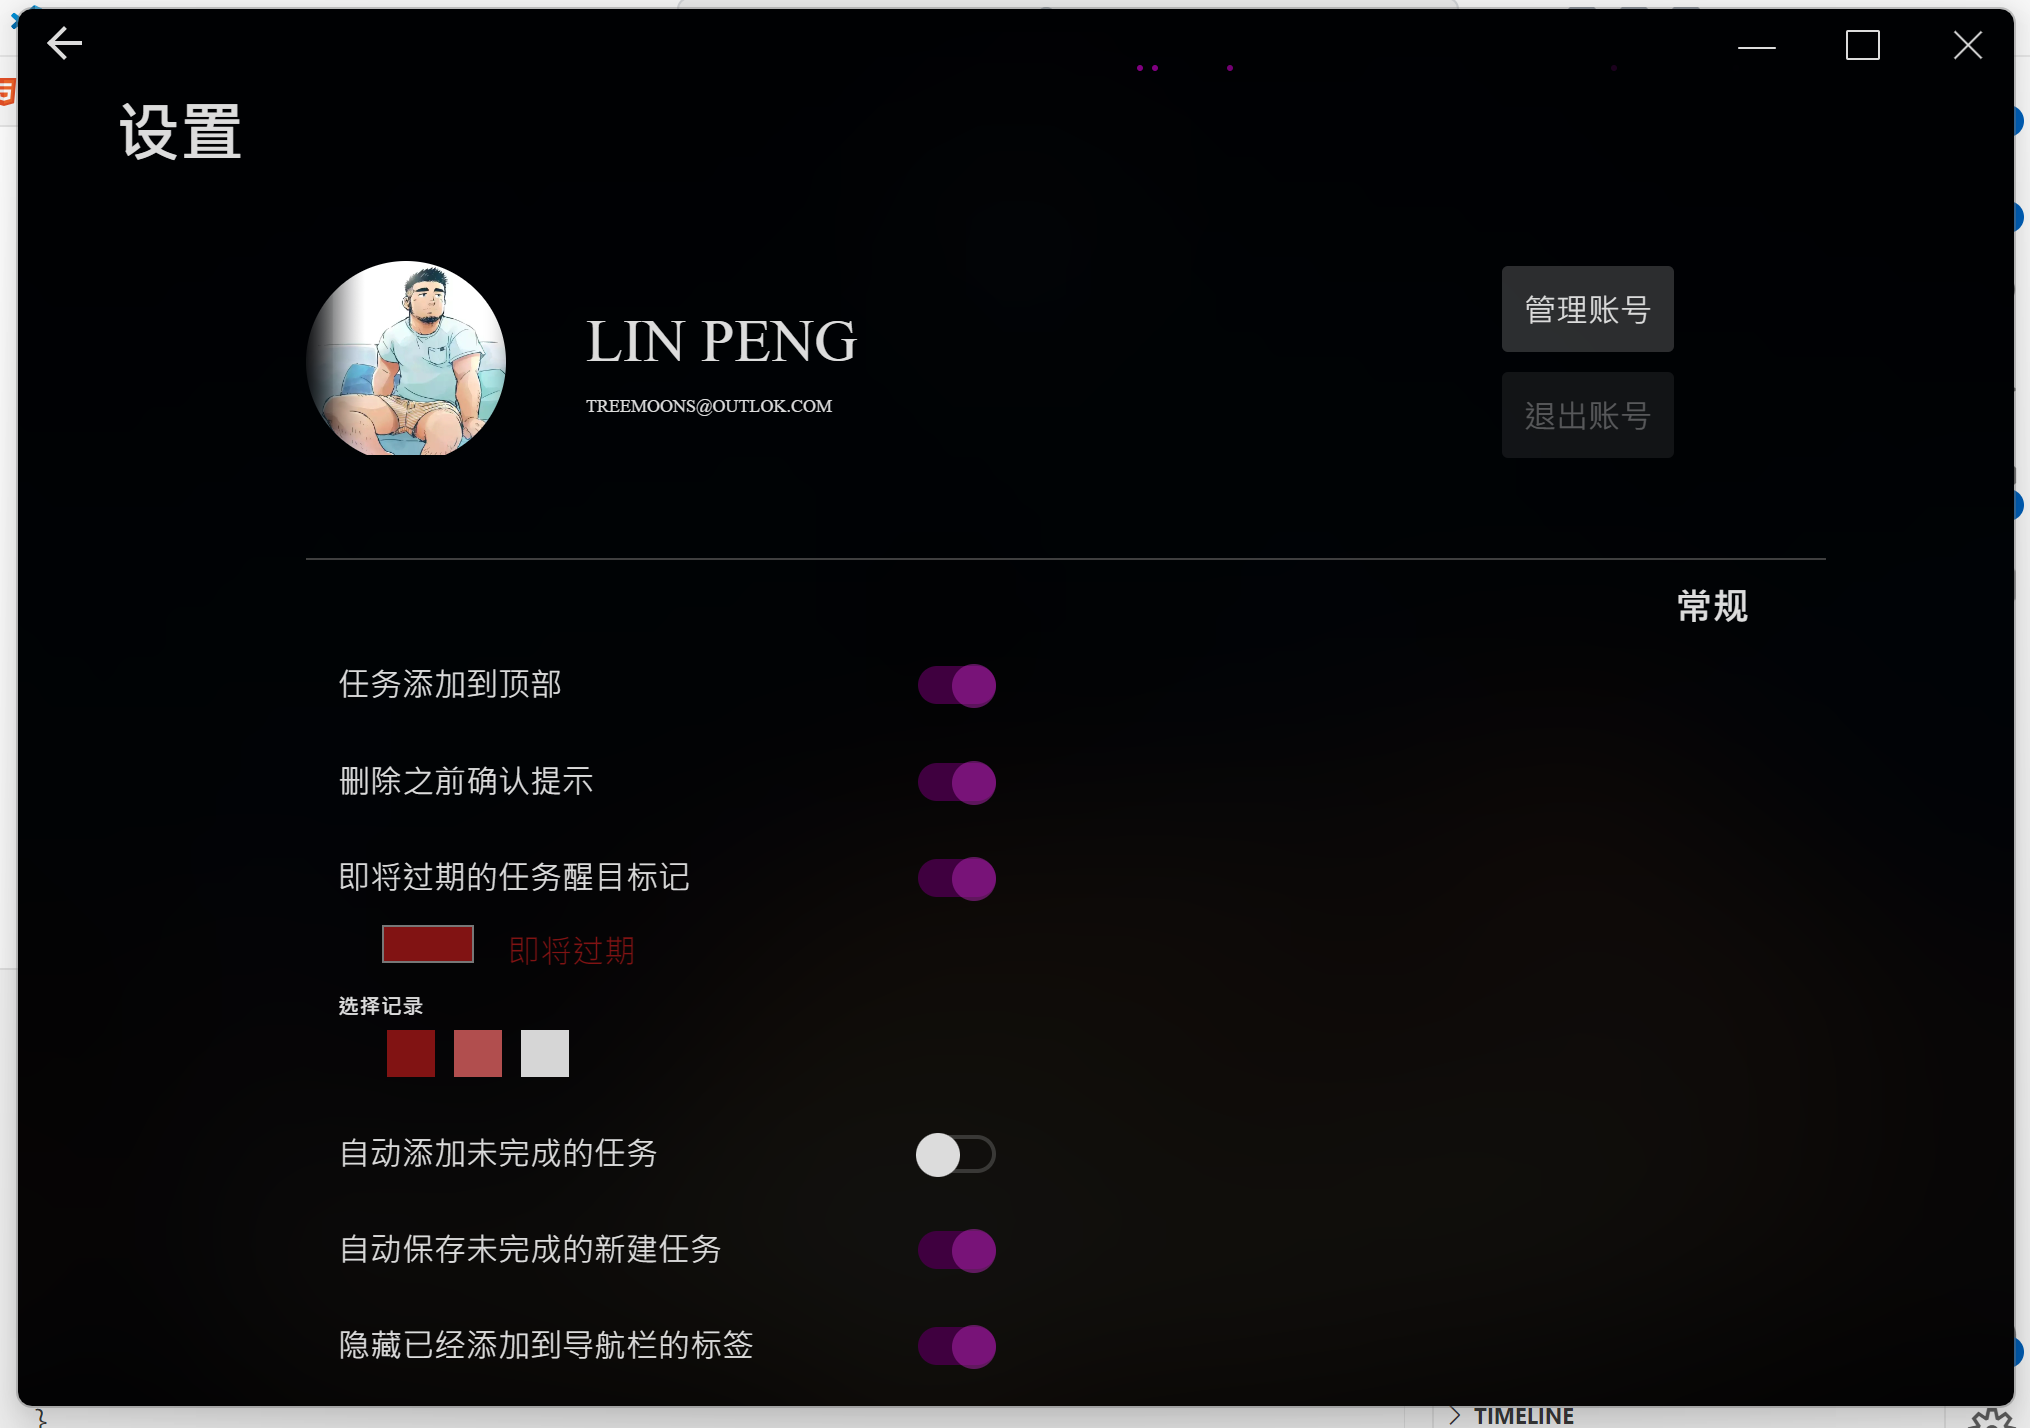 设置
LIN PENG
TREEMOONS@OUTLOK.COM
管理账号
退出账号
常规
任务添加到顶部
删除之前确认提示
即将过期的任务醒目标记
即将过期
选择记录
自动添加未完成的任务
自动保存未完成的新建任务
隐藏已经添加到导航栏的标签
}
TIMELINE